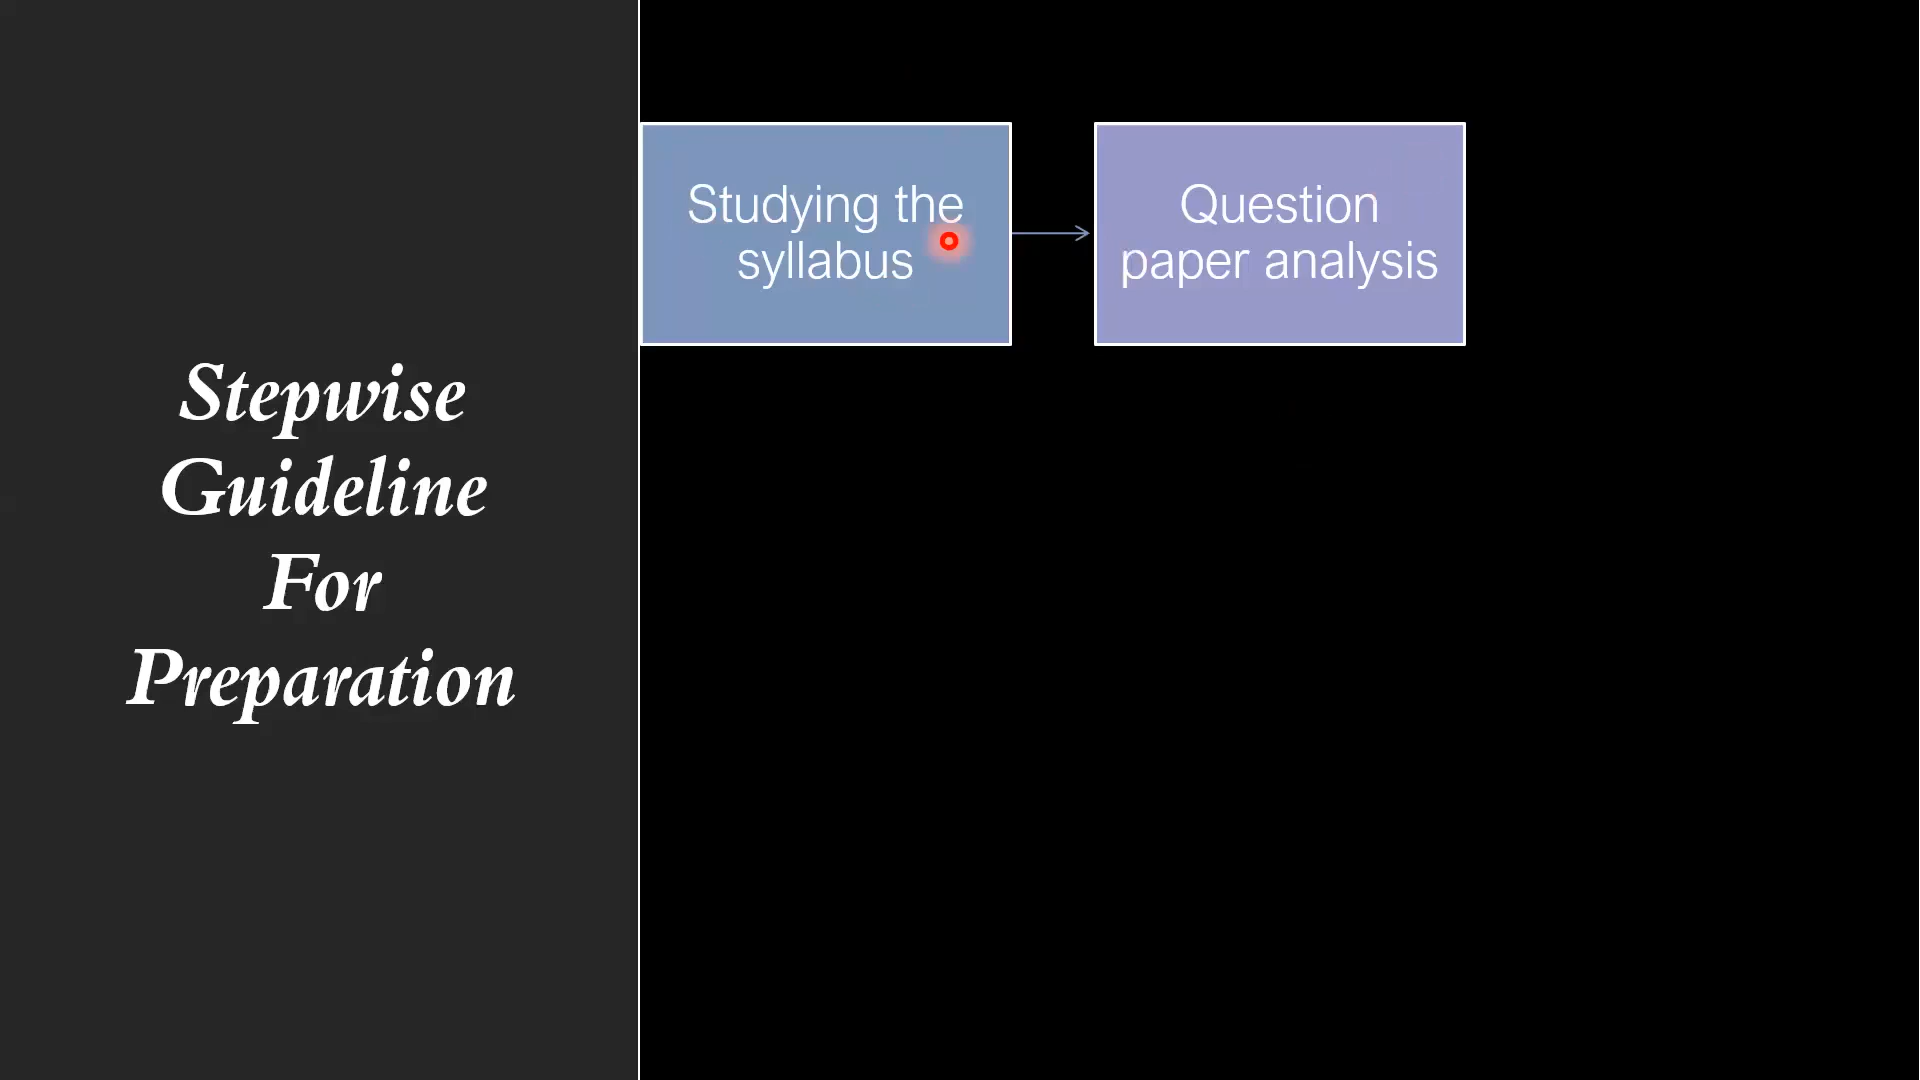 Stepwise
Guideline
For
Preparation
Studying the
syllabus
Question
paper analysis